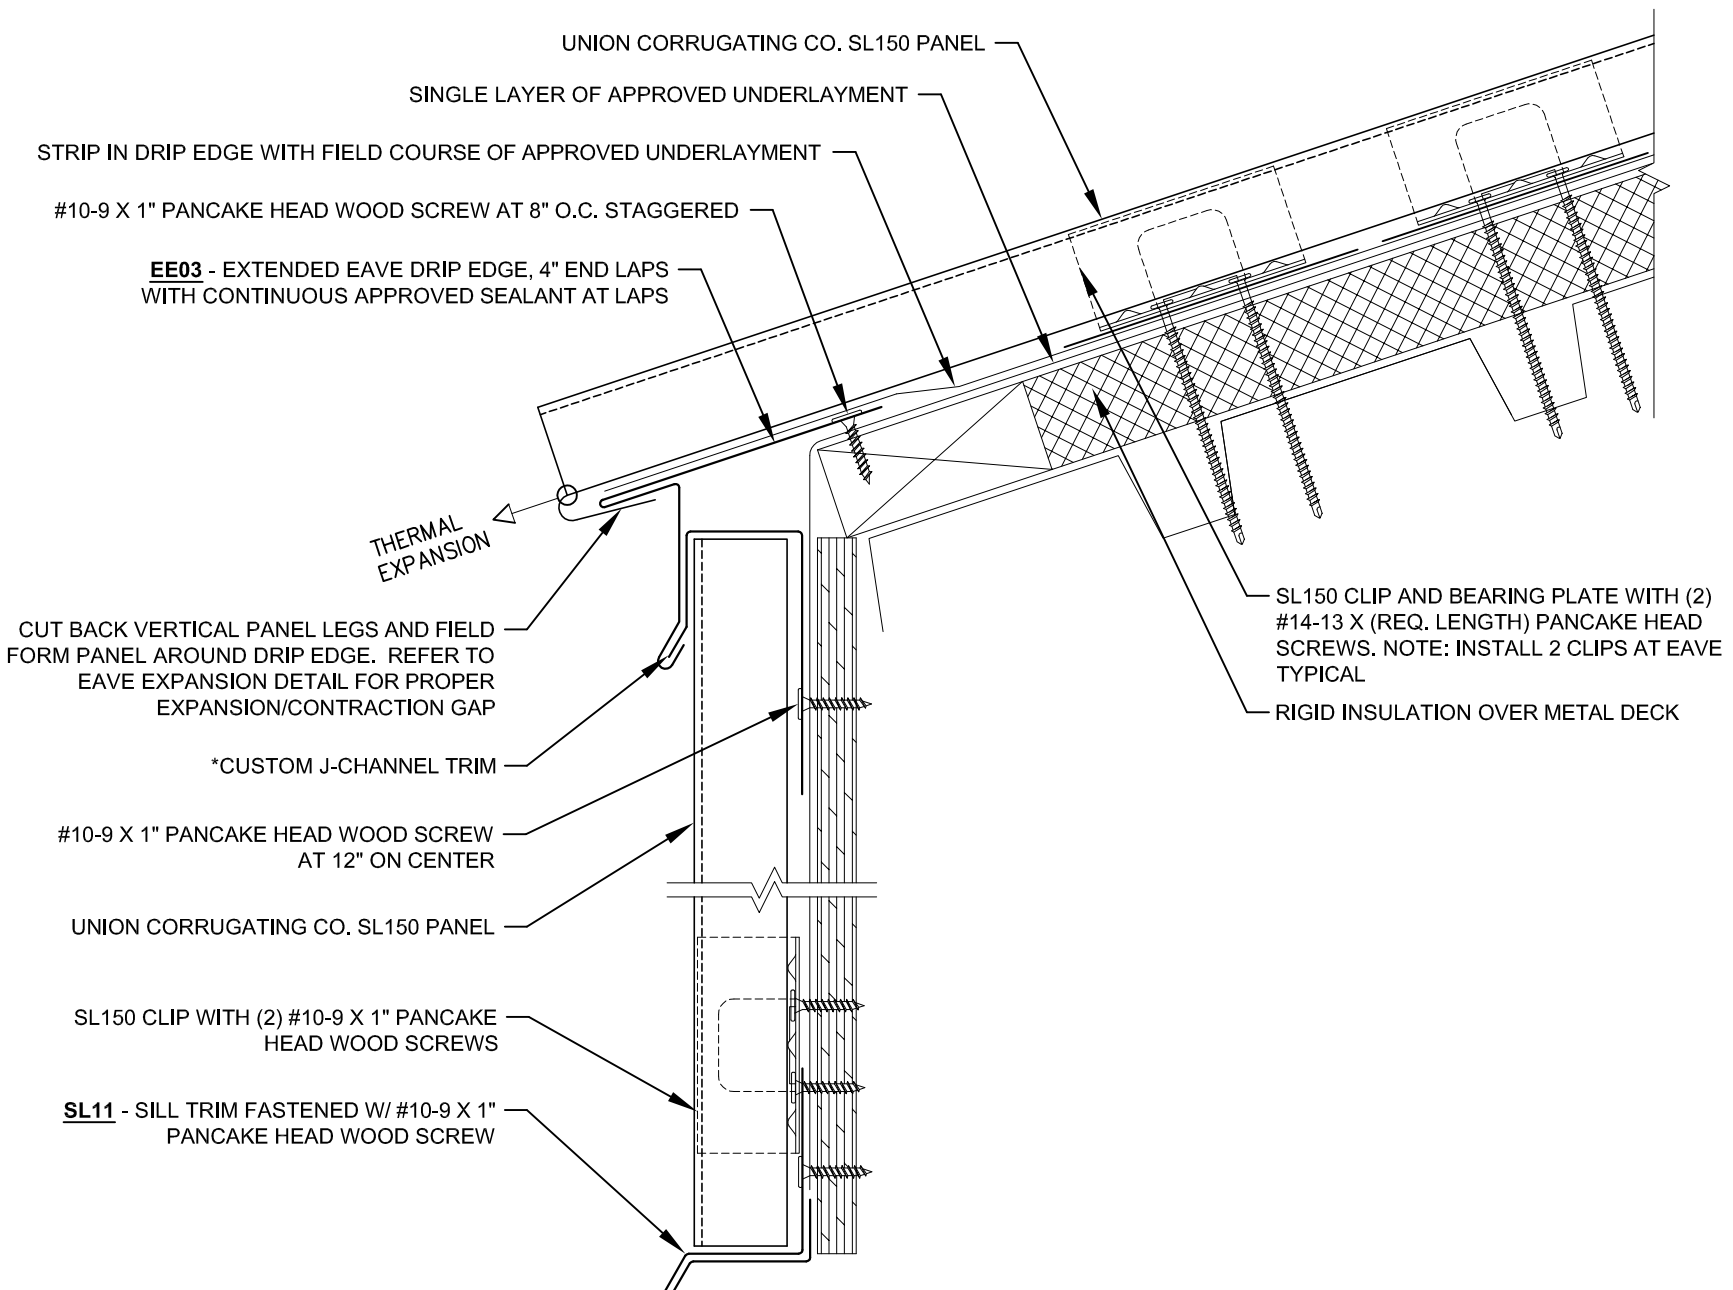 UNION CORRUGATING CO. SL150 PANEL
SINGLE LAYER OF APPROVED UNDERLAYMENT
STRIP IN DRIP EDGE WITH FIELD COURSE OF APPROVED UNDERLAYMENT
#10-9 X 1" PANCAKE HEAD WOOD SCREW AT 8" O.C. STAGGERED
EE03 - EXTENDED EAVE DRIP EDGE, 4" END LAPS
WITH CONTINUOUS APPROVED SEALANT AT LAPS
THERMAL
EXPANSION
CUT BACK VERTICAL PANEL LEGS AND FIELD
FORM PANEL AROUND DRIP EDGE. REFER TO
EAVE EXPANSION DETAIL FOR PROPER
EXPANSION/CONTRACTION GAP
*CUSTOM J-CHANNEL TRIM
#10-9 X 1" PANCAKE HEAD WOOD SCREW
AT 12" ON CENTER
UNION CORRUGATING CO. SL150 PANEL
SL150 CLIP WITH (2) #10-9 X 1" PANCAKE
HEAD WOOD SCREWS
SL11 - SILL TRIM FASTENED W/ #10-9 X 1"
PANCAKE HEAD WOOD SCREW
SL150 CLIP AND BEARING PLATE WITH (2)
#14-13 X (REQ. LENGTH) PANCAKE HEAD
SCREWS. NOTE: INSTALL 2 CLIPS AT EAVE
TYPICAL
RIGID INSULATION OVER METAL DECK